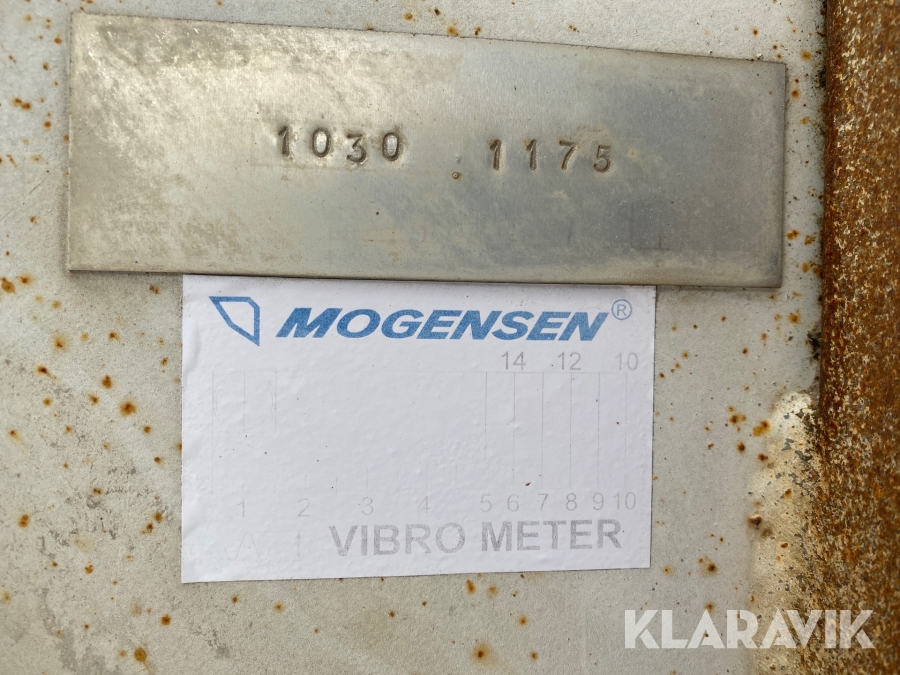 1030 1175
MOGENSEN®
14 12 10
1 2 3 4 5 6 7 8 9 10
VIBRO METER
KLARAVIK